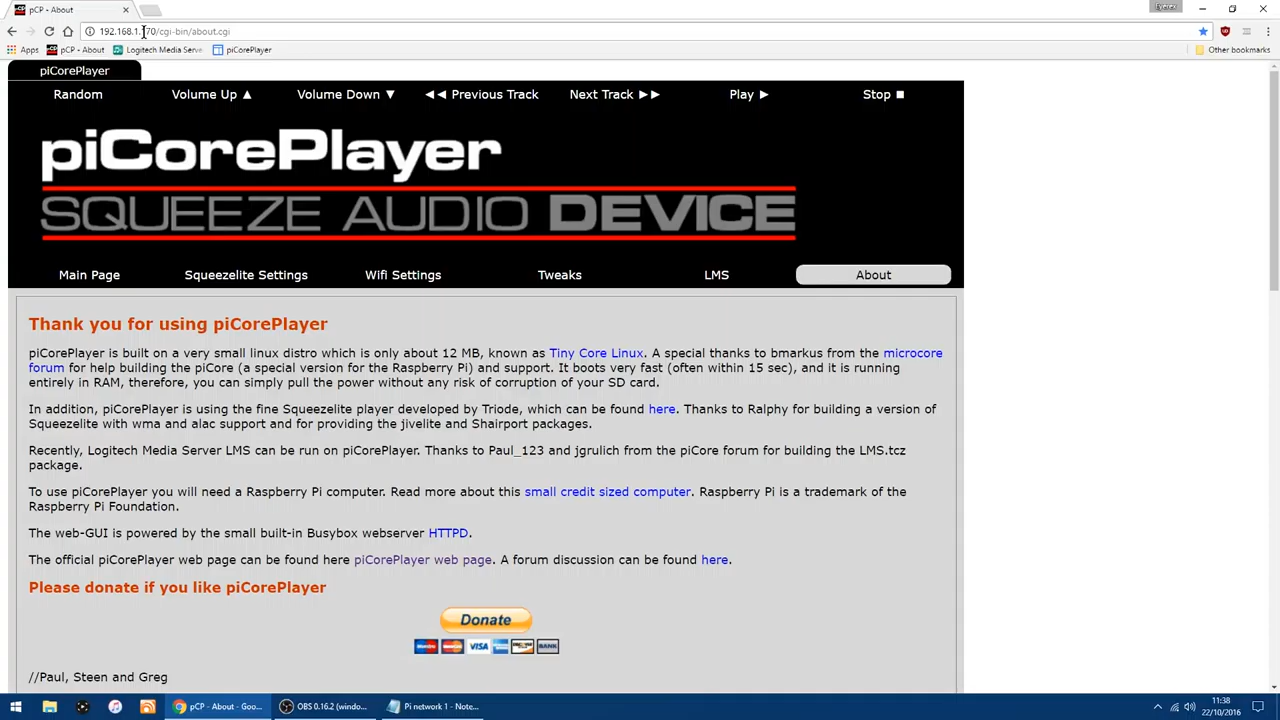 pCP - About
Eyeree
192.168.1. 70/cgi-bin/about.cgi
Apps pCP - About Logitech Media Serve piCorePlayer Other bookmarks
piCorePlayer
Random Volume Up ▲ Volume Down ▼ ◄◄ Previous Track Next Track ►► Play ► Stop ■
piCorePlayer
SQUEEZE AUDIO DEVICE
Main Page Squeezelite Settings Wifi Settings Tweaks LMS About
Thank you for using piCorePlayer
piCorePlayer is built on a very small linux distro which is only about 12 MB, known as Tiny Core Linux. A special thanks to bmarkus from the microcore
forum for help building the piCore (a special version for the Raspberry Pi) and support. It boots very fast (often within 15 sec), and it is running
entirely in RAM, therefore, you can simply pull the power without any risk of corruption of your SD card.
In addition, piCorePlayer is using the fine Squeezelite player developed by Triode, which can be found here. Thanks to Ralphy for building a version of
Squeezelite with wma and alac support and for providing the jivelite and Shairport packages.
Recently, Logitech Media Server LMS can be run on piCorePlayer. Thanks to Paul_123 and jgrulich from the piCore forum for building the LMS.tcz
package.
To use piCorePlayer you will need a Raspberry Pi computer. Read more about this small credit sized computer. Raspberry Pi is a trademark of the
Raspberry Pi Foundation.
The web-GUI is powered by the small built-in Busybox webserver HTTPD.
The official piCorePlayer web page can be found here piCorePlayer web page. A forum discussion can be found here.
Please donate if you like piCorePlayer
Donate
VISA BANK
//Paul, Steen and Greg
pCP - About - Goo... OBS 0.16.2 (windo... Pi network 1 - Note...
11:38
22/10/2016